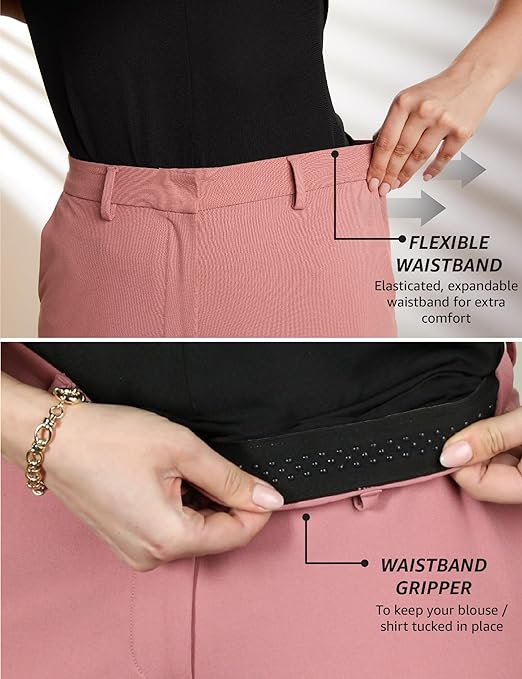 FLEXIBLE
WAISTBAND
Elasticated, expandable
waistband for extra
comfort
WAISTBAND
GRIPPER
To keep your blouse /
shirt tucked in place